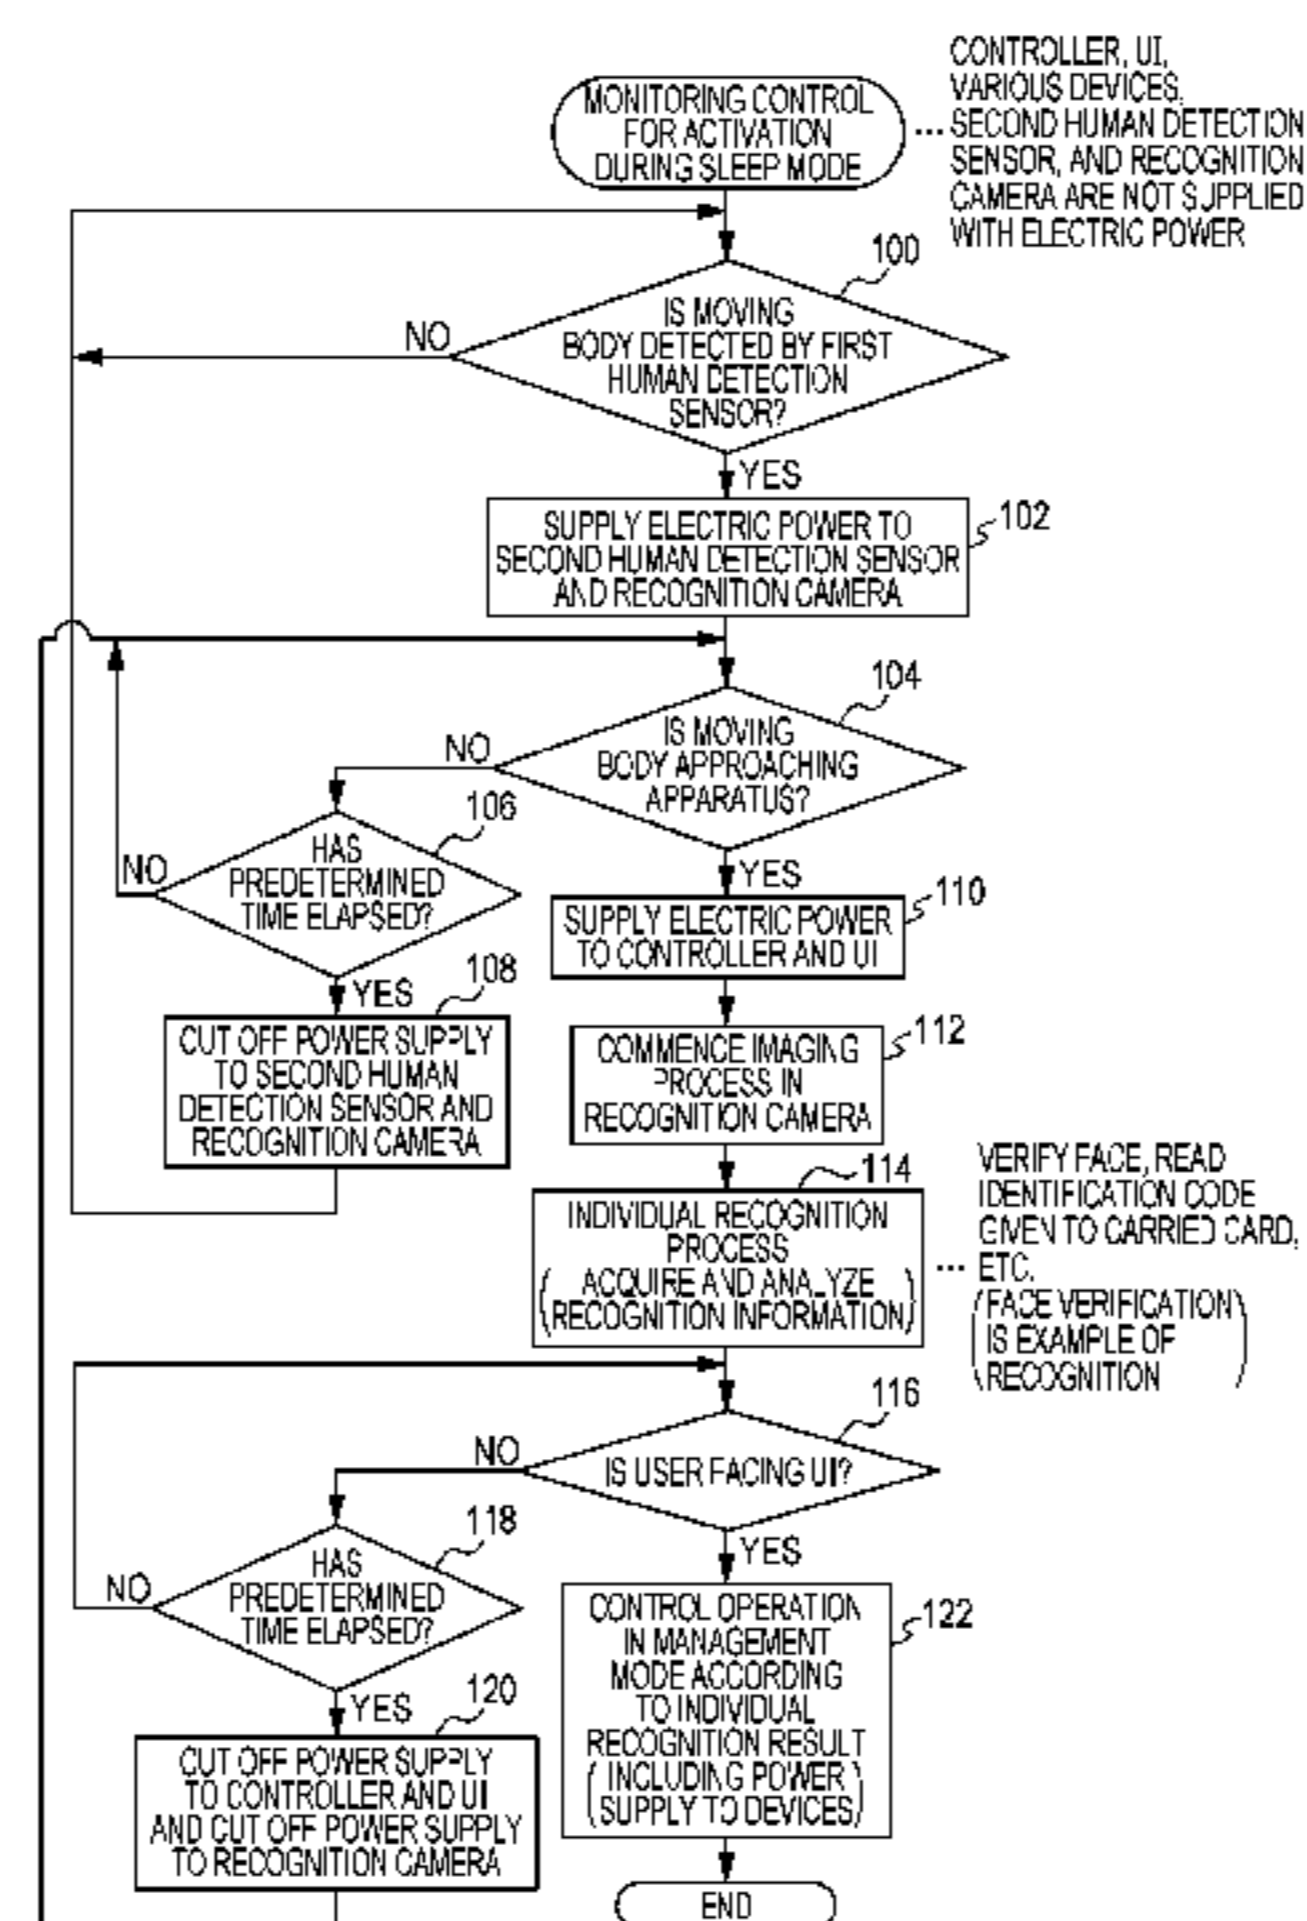 MONITORING CONTROL
FOR ACTIVATION
DURING SLEEP MODE
... CONTROLLER, UI,
VARIOUS DEVICES,
SECOND HUMAN DETECTION
SENSOR, AND RECOGNITION
CAMERA ARE NOT SUPPLIED
WITH ELECTRIC POWER
100
IS MOVING
BODY DETECTED BY FIRST
HUMAN DETECTION
SENSOR?
NO
YES
102
SUPPLY ELECTRIC POWER TO
SECOND HUMAN DETECTION SENSOR
AND RECOGNITION CAMERA
104
IS MOVING
BODY APPROACHING
APPARATUS?
NO
YES
106
HAS
PREDETERMINED
TIME ELAPSED?
NO
YES
108
CUT OFF POWER SUPPLY
TO SECOND HUMAN
DETECTION SENSOR AND
RECOGNITION CAMERA
110
SUPPLY ELECTRIC POWER
TO CONTROLLER AND UI
112
COMMENCE IMAGING
PROCESS IN
RECOGNITION CAMERA
114
INDIVIDUAL RECOGNITION
PROCESS
(ACQUIRE AND ANALYZE
RECOGNITION INFORMATION)
... VERIFY FACE, READ
IDENTIFICATION CODE
GIVEN TO CARRIED CARD,
ETC.
(FACE VERIFICATION
IS EXAMPLE OF
RECOGNITION)
116
IS USER FACING UI?
NO
YES
118
HAS
PREDETERMINED
TIME ELAPSED?
NO
YES
120
CUT OFF POWER SUPPLY
TO CONTROLLER AND UI
AND CUT OFF POWER SUPPLY
TO RECOGNITION CAMERA
122
CONTROL OPERATION
IN MANAGEMENT
MODE ACCORDING
TO INDIVIDUAL
RECOGNITION RESULT
(INCLUDING POWER
SUPPLY TO DEVICES)
END